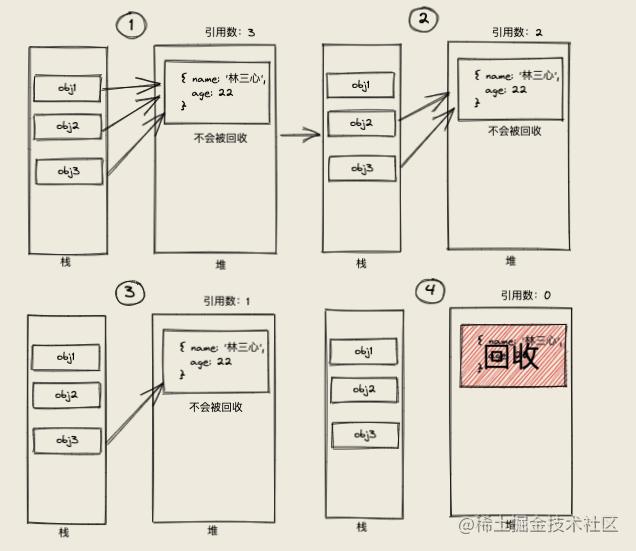 1
引用数: 3
obj1
obj2
obj3
{ name: '林三心',
age: 22
}
不会被回收
栈
堆
2
引用数: 2
obj1
obj2
obj3
{ name: '林三心',
age: 22
}
不会被回收
栈
堆
3
引用数: 1
obj1
obj2
obj3
{ name: '林三心',
age: 22
}
不会被回收
栈
堆
4
引用数: 0
obj1
obj2
obj3
{ name: '林三心',
age: 22
}
回收
栈
堆
@稀土掘金技术社区